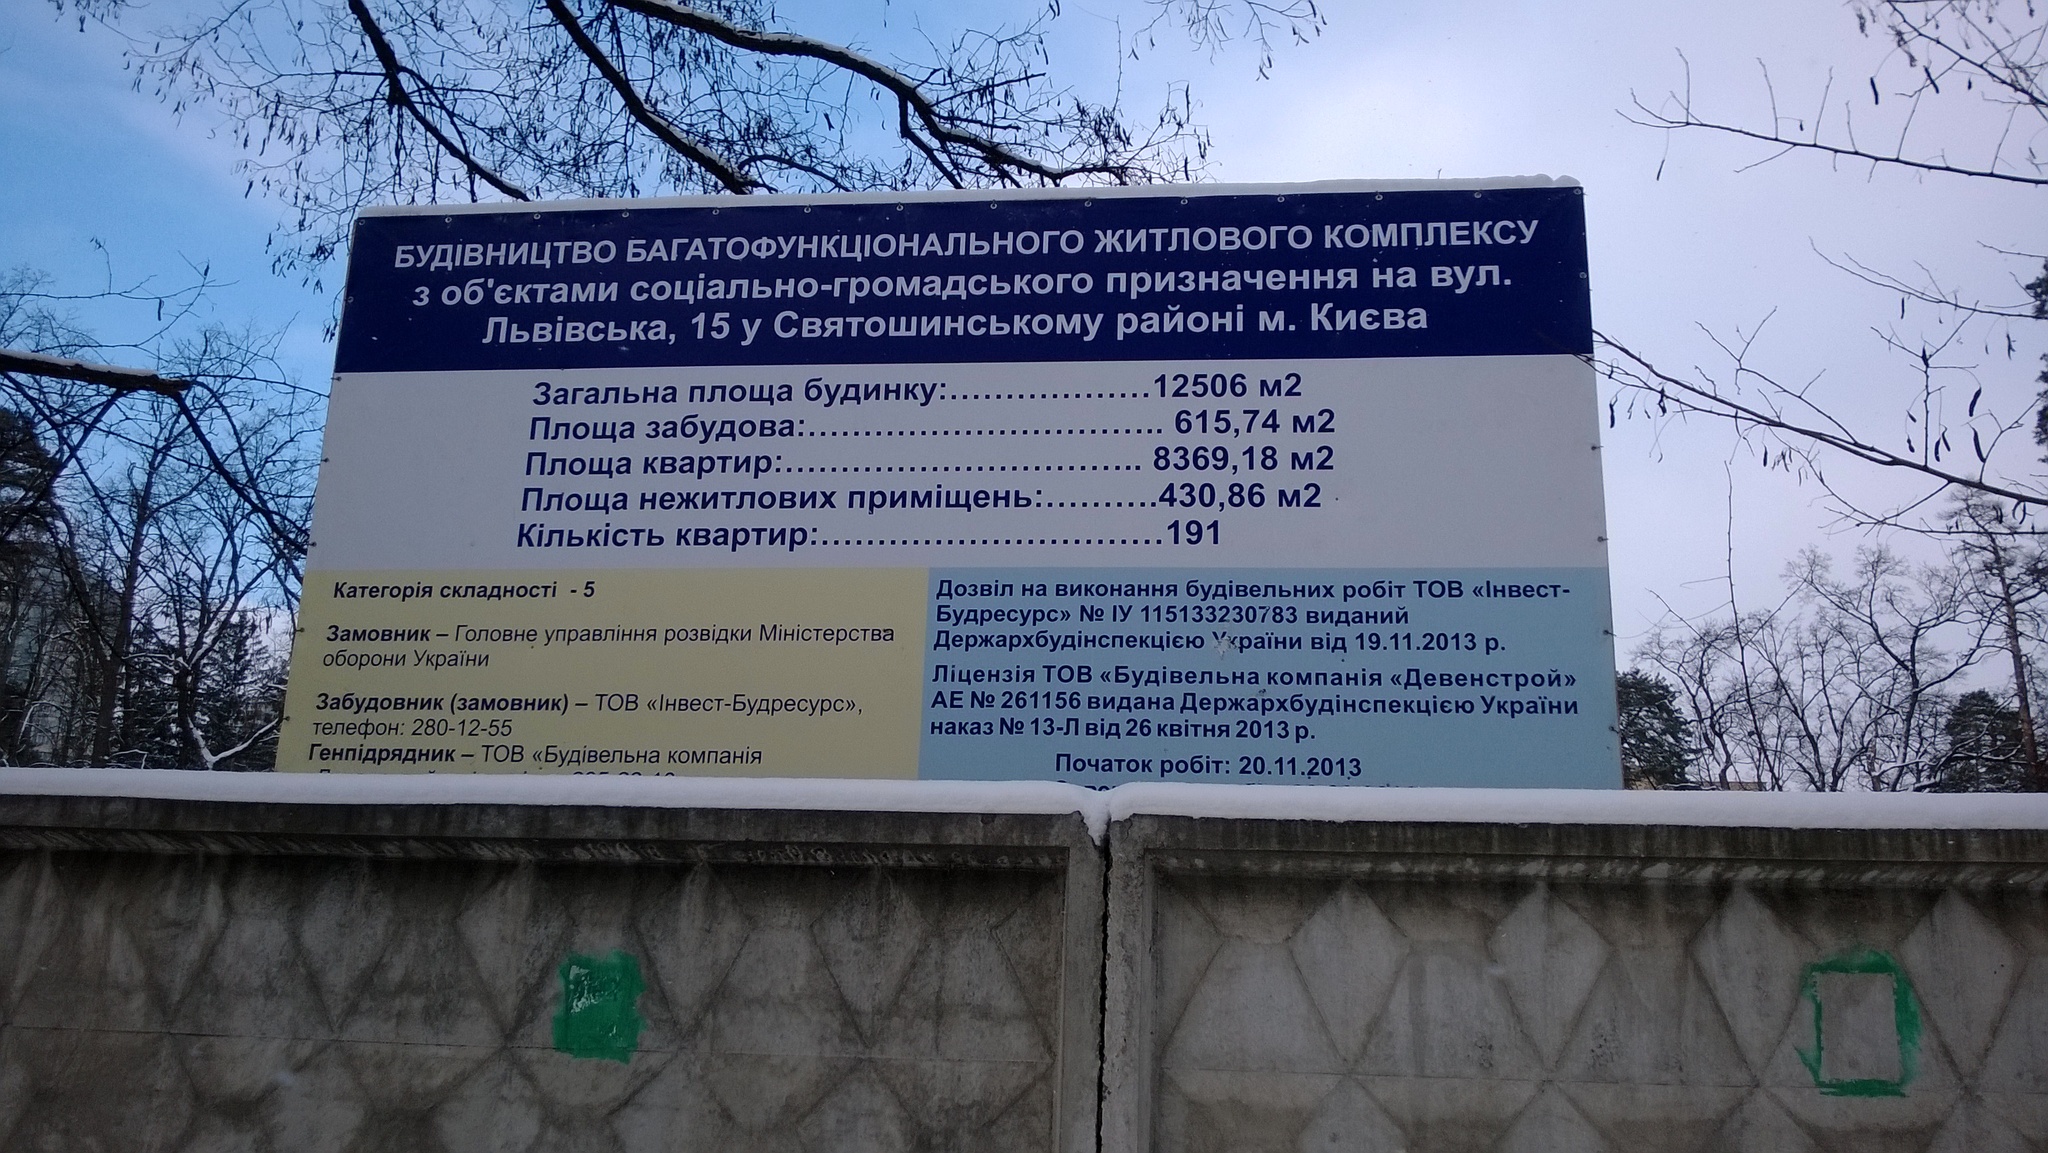 БУДІВНИЦТВО БАГАТОФУНКЦІОНАЛЬНОГО ЖИТЛОВОГО КОМПЛЕКСУ
з об'єктами соціально-громадського призначення на вул.
Львівська, 15 у Святошинському районі м. Києва
Загальна площа будинку:..................12506 м2
Площа забудова:................................. 615,74 м2
Площа квартир:................................. 8369,18 м2
Площа нежитлових приміщень:..........430,86 м2
Кількість квартир:...............................191
Категорія складності - 5
Замовник – Головне управління розвідки Міністерства
оборони України
Забудовник (замовник) – ТОВ «Інвест-Будресурс»,
телефон: 280-12-55
Генпідрядник – ТОВ «Будівельна компанія
Дозвіл на виконання будівельних робіт ТОВ «Інвест-
Будресурс» № ІУ 115133230783 виданий
Держархбудінспекцією України від 19.11.2013 р.
Ліцензія ТОВ «Будівельна компанія «Девенстрой»
АЕ № 261156 видана Держархбудінспекцією України
наказ № 13-Л від 26 квітня 2013 р.
Початок робіт: 20.11.2013